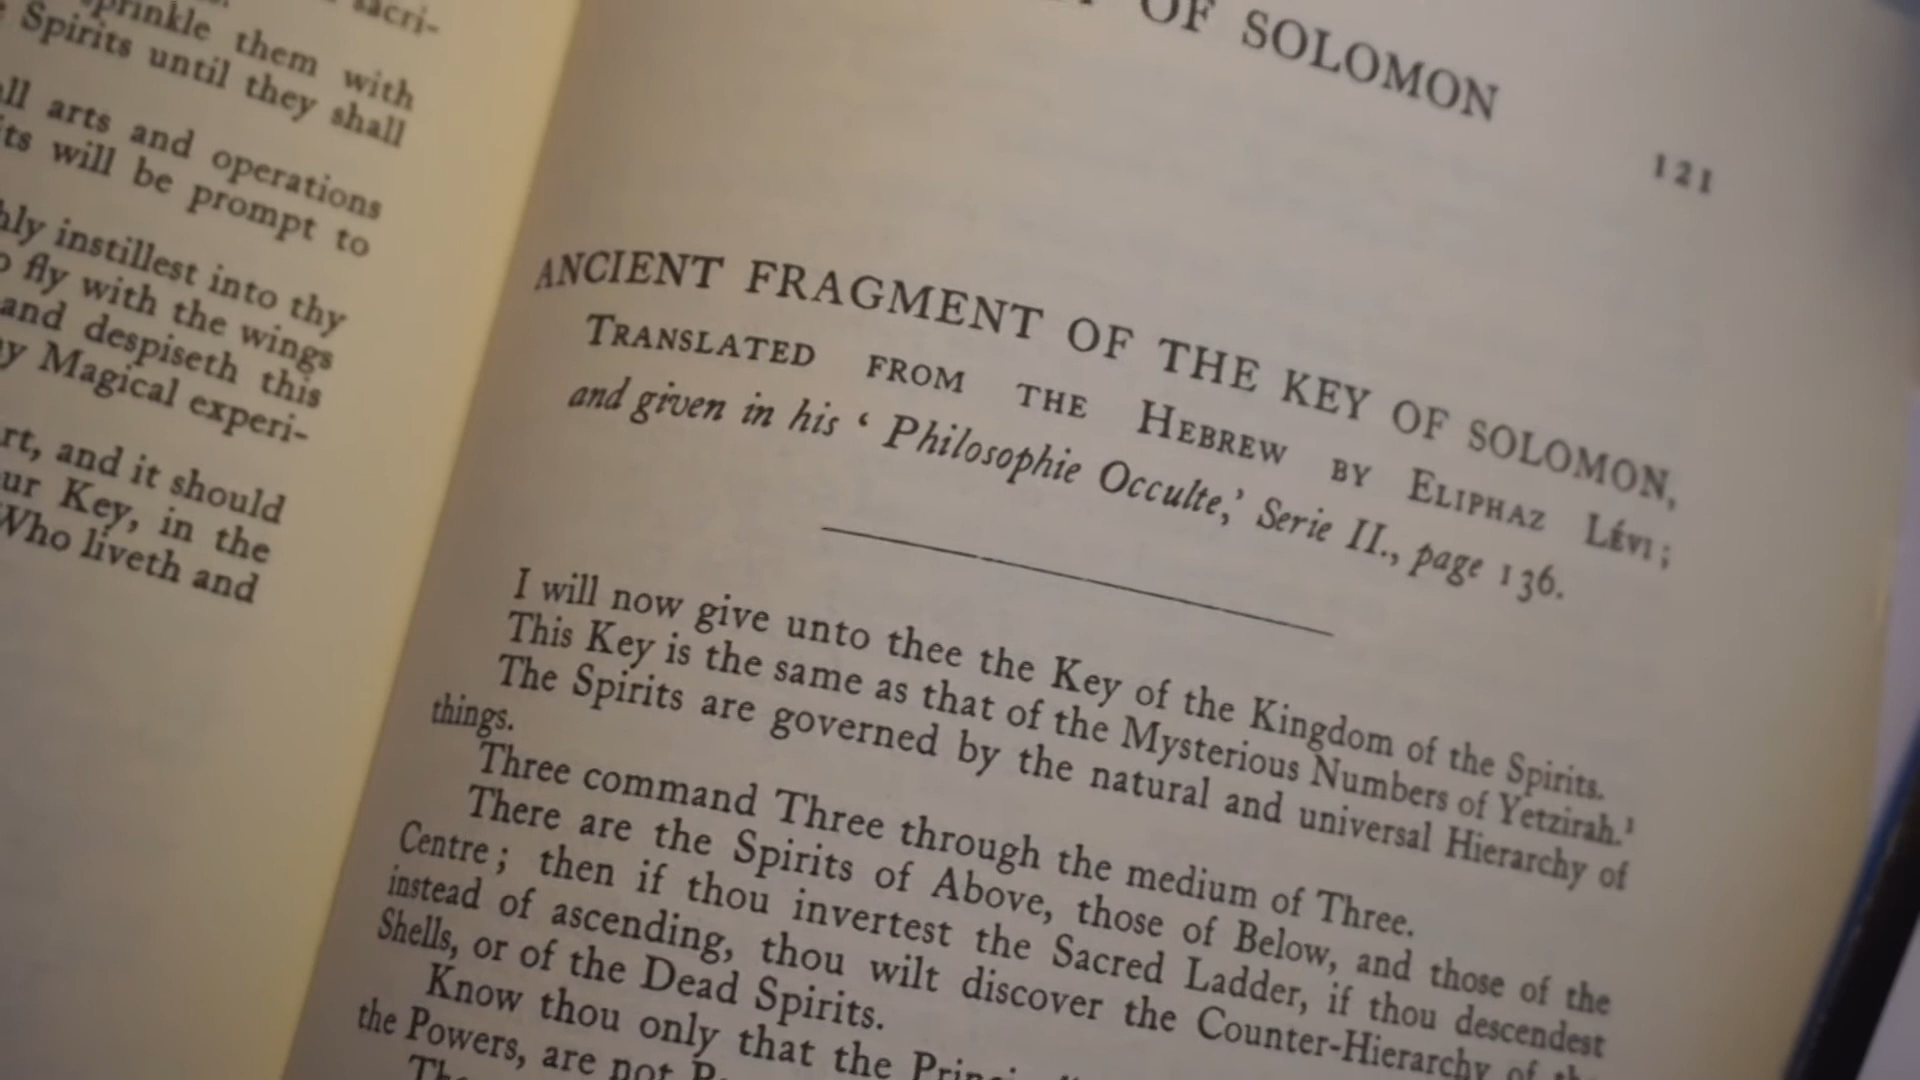 sacri-
sprinkle them with
Spirits until they shall
all arts and operations
will be prompt to
instillest into thy
fly with the wings
and despiseth this
Magical experi-
and it should
Key, in the
Who liveth and
OF SOLOMON
121
ANCIENT FRAGMENT OF THE KEY OF SOLOMON,
TRANSLATED FROM THE HEBREW BY ELIPHAZ LÉVI;
and given in his ‘ Philosophie Occulte,’ Serie II., page 136.
I will now give unto thee the Key of the Kingdom of the Spirits.
This Key is the same as that of the Mysterious Numbers of Yetzirah.¹
The Spirits are governed by the natural and universal Hierarchy of
things.
Three command Three through the medium of Three.
There are the Spirits of Above, those of Below, and those of the
Centre; then if thou invertest the Sacred Ladder, if thou descendest
instead of ascending, thou wilt discover the Counter-Hierarchy of the
Shells, or of the Dead Spirits.
Know thou only that the
the Powers, are not